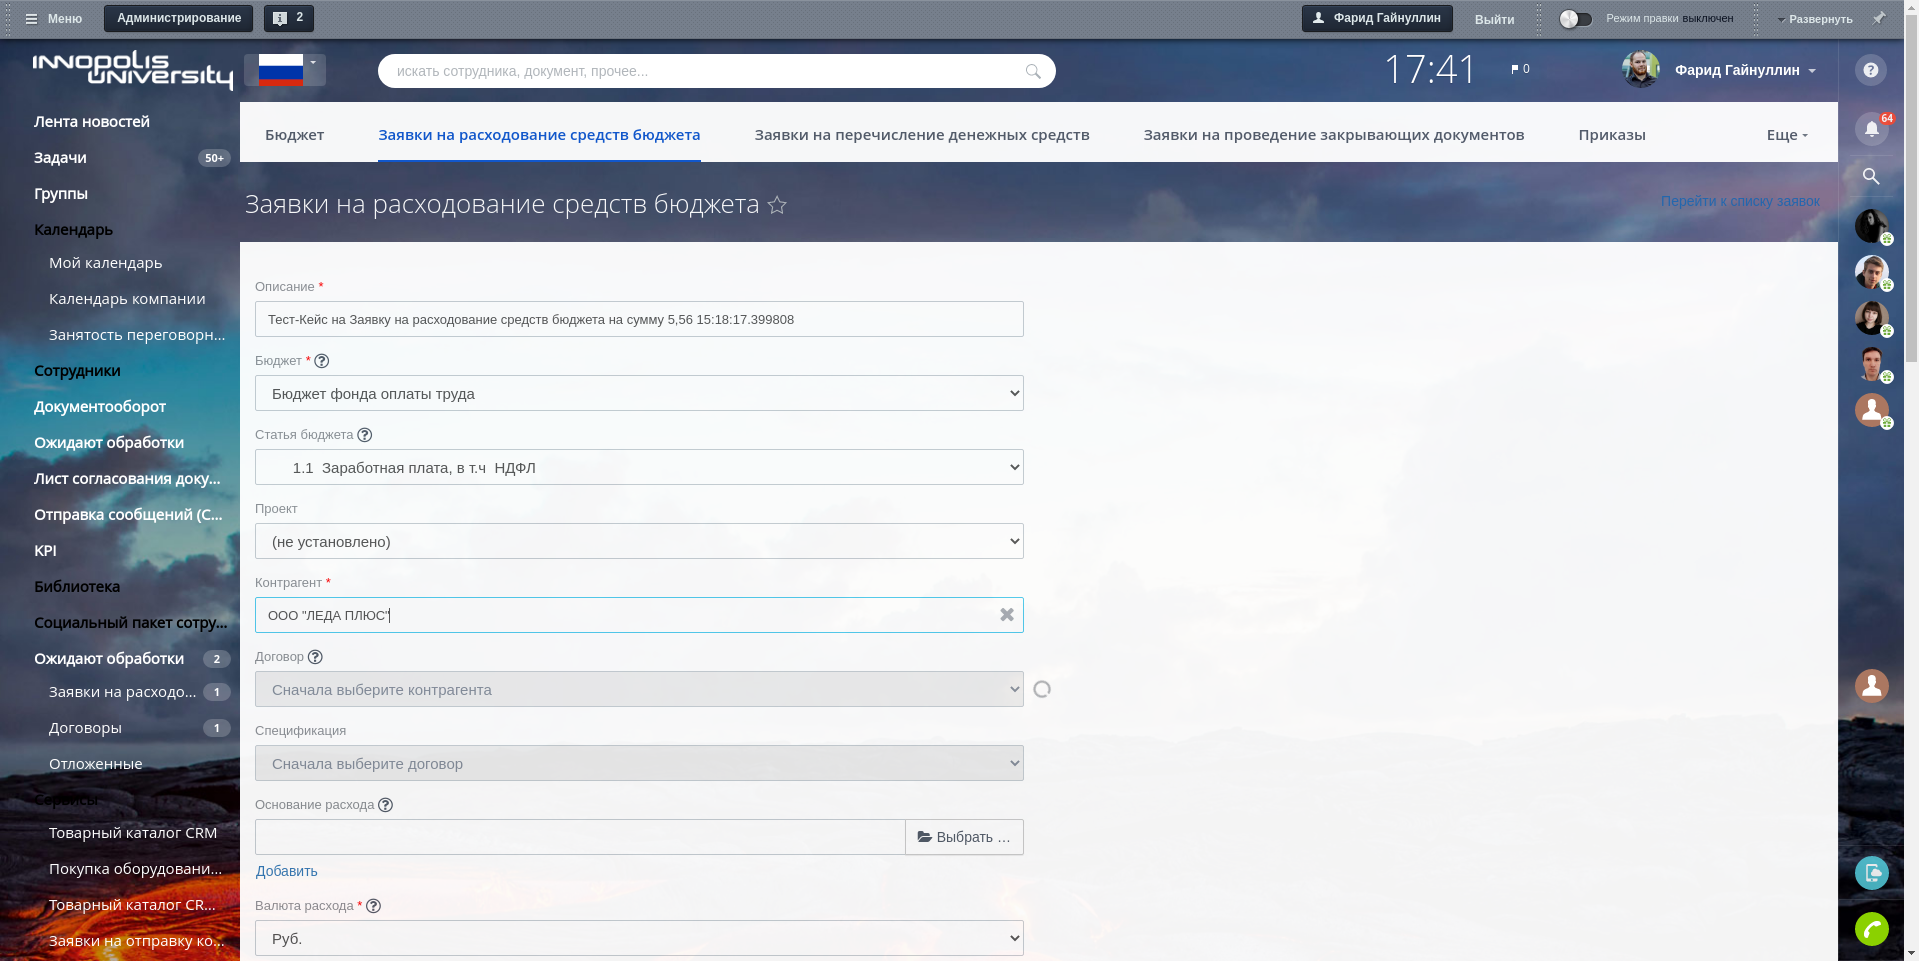 Меню
Администрирование
2
Фарид Гайнуллин
Выйти
Режим правки выключен
Развернуть
INNOPOLIS
UNIVERSITY
искать сотрудника, документ, прочее...
17:41
0
Фарид Гайнуллин
64
Лента новостей
Задачи 50+
Группы
Календарь
Мой календарь
Календарь компании
Занятость переговорн...
Сотрудники
Документооборот
Ожидают обработки
Лист согласования доку...
Отправка сообщений (С...
KPI
Библиотека
Социальный пакет сотру...
Ожидают обработки 2
Заявки на расходо... 1
Договоры 1
Отложенные
Сервисы
Товарный каталог CRM
Покупка оборудовани...
Товарный каталог CR...
Заявки на отправку ко...
Бюджет
Заявки на расходование средств бюджета
Заявки на перечисление денежных средств
Заявки на проведение закрывающих документов
Приказы
Еще
Заявки на расходование средств бюджета
Перейти к списку заявок
Описание *
Тест-Кейс на Заявку на расходование средств бюджета на сумму 5,56 15:18:17.399808
Бюджет * ?
Бюджет фонда оплаты труда
Статья бюджета ?
1.1 Заработная плата, в т.ч НДФЛ
Проект
(не установлено)
Контрагент *
ООО "ЛЕДА ПЛЮС"
Договор ?
Сначала выберите контрагента
Спецификация
Сначала выберите договор
Основание расхода ?
Выбрать ...
Добавить
Валюта расхода * ?
Руб.